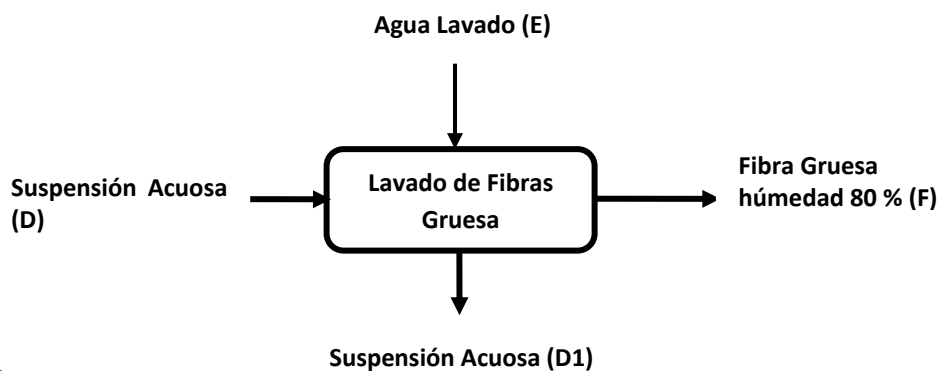 Agua Lavado (E)
Suspensión Acuosa
(D)
Lavado de Fibras
Gruesa
Fibra Gruesa
húmedad 80 % (F)
Suspensión Acuosa (D1)